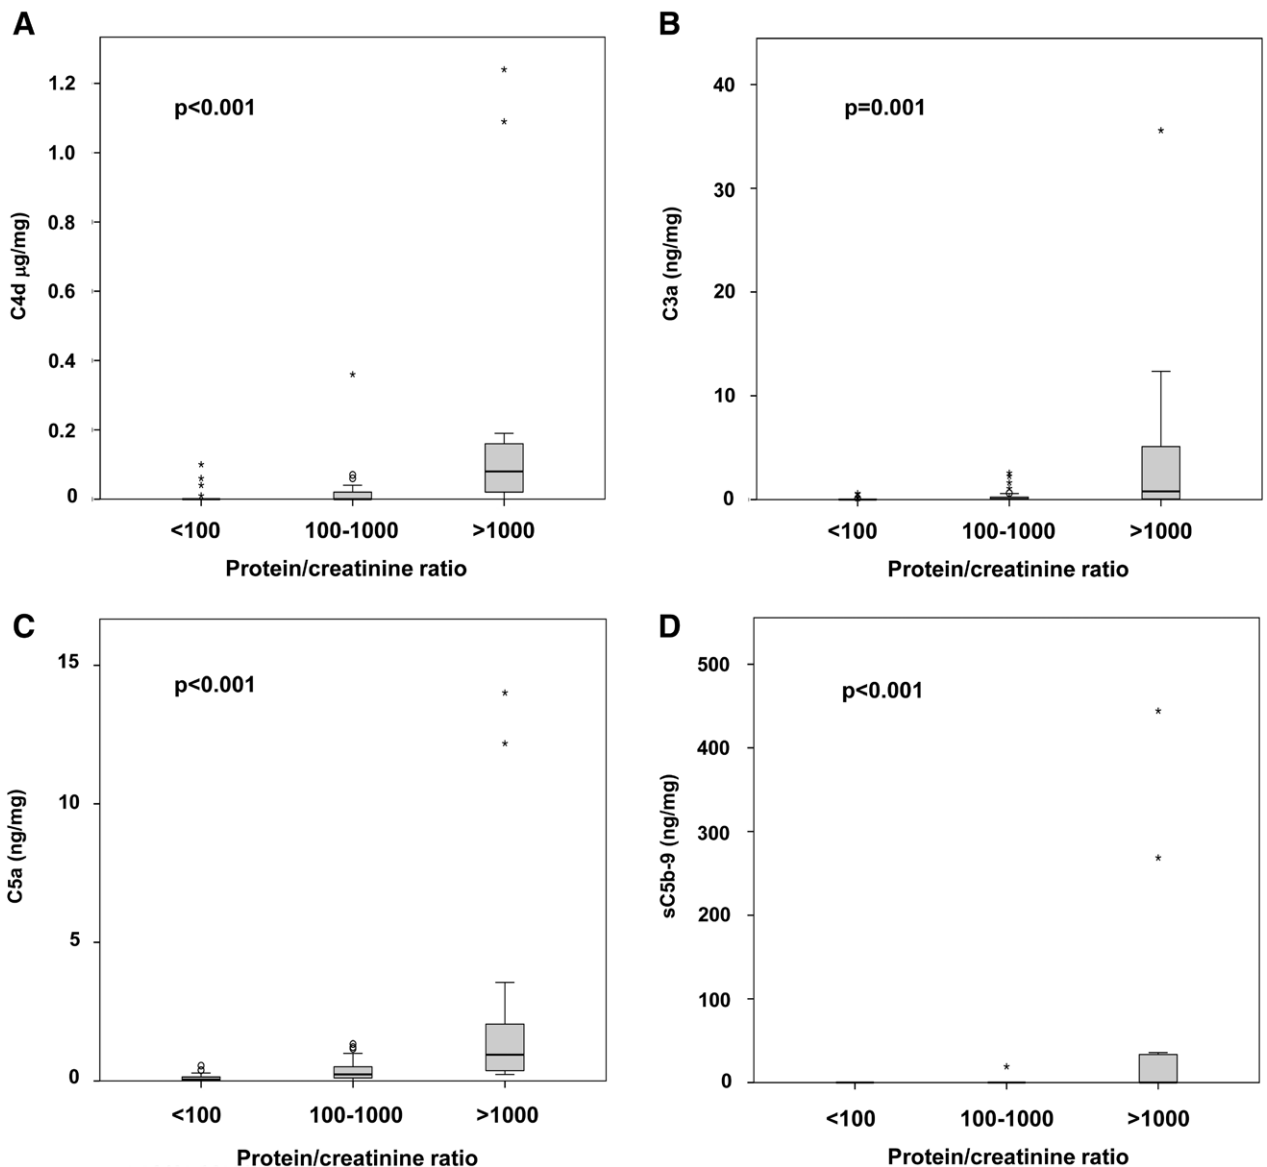 A
p<0.001
C4d μg/mg)
1.2
1.0
0.8
0.6
0.4
0.2
0
<100 100-1000 >1000
Protein/creatinine ratio
B
p=0.001
C3a (ng/mg)
40
30
20
10
0
<100 100-1000 >1000
Protein/creatinine ratio
C
p<0.001
C5a (ng/mg)
15
10
5
0
<100 100-1000 >1000
Protein/creatinine ratio
D
p<0.001
sC5b-9 (ng/mg)
500
400
300
200
100
0
<100 100-1000 >1000
Protein/creatinine ratio